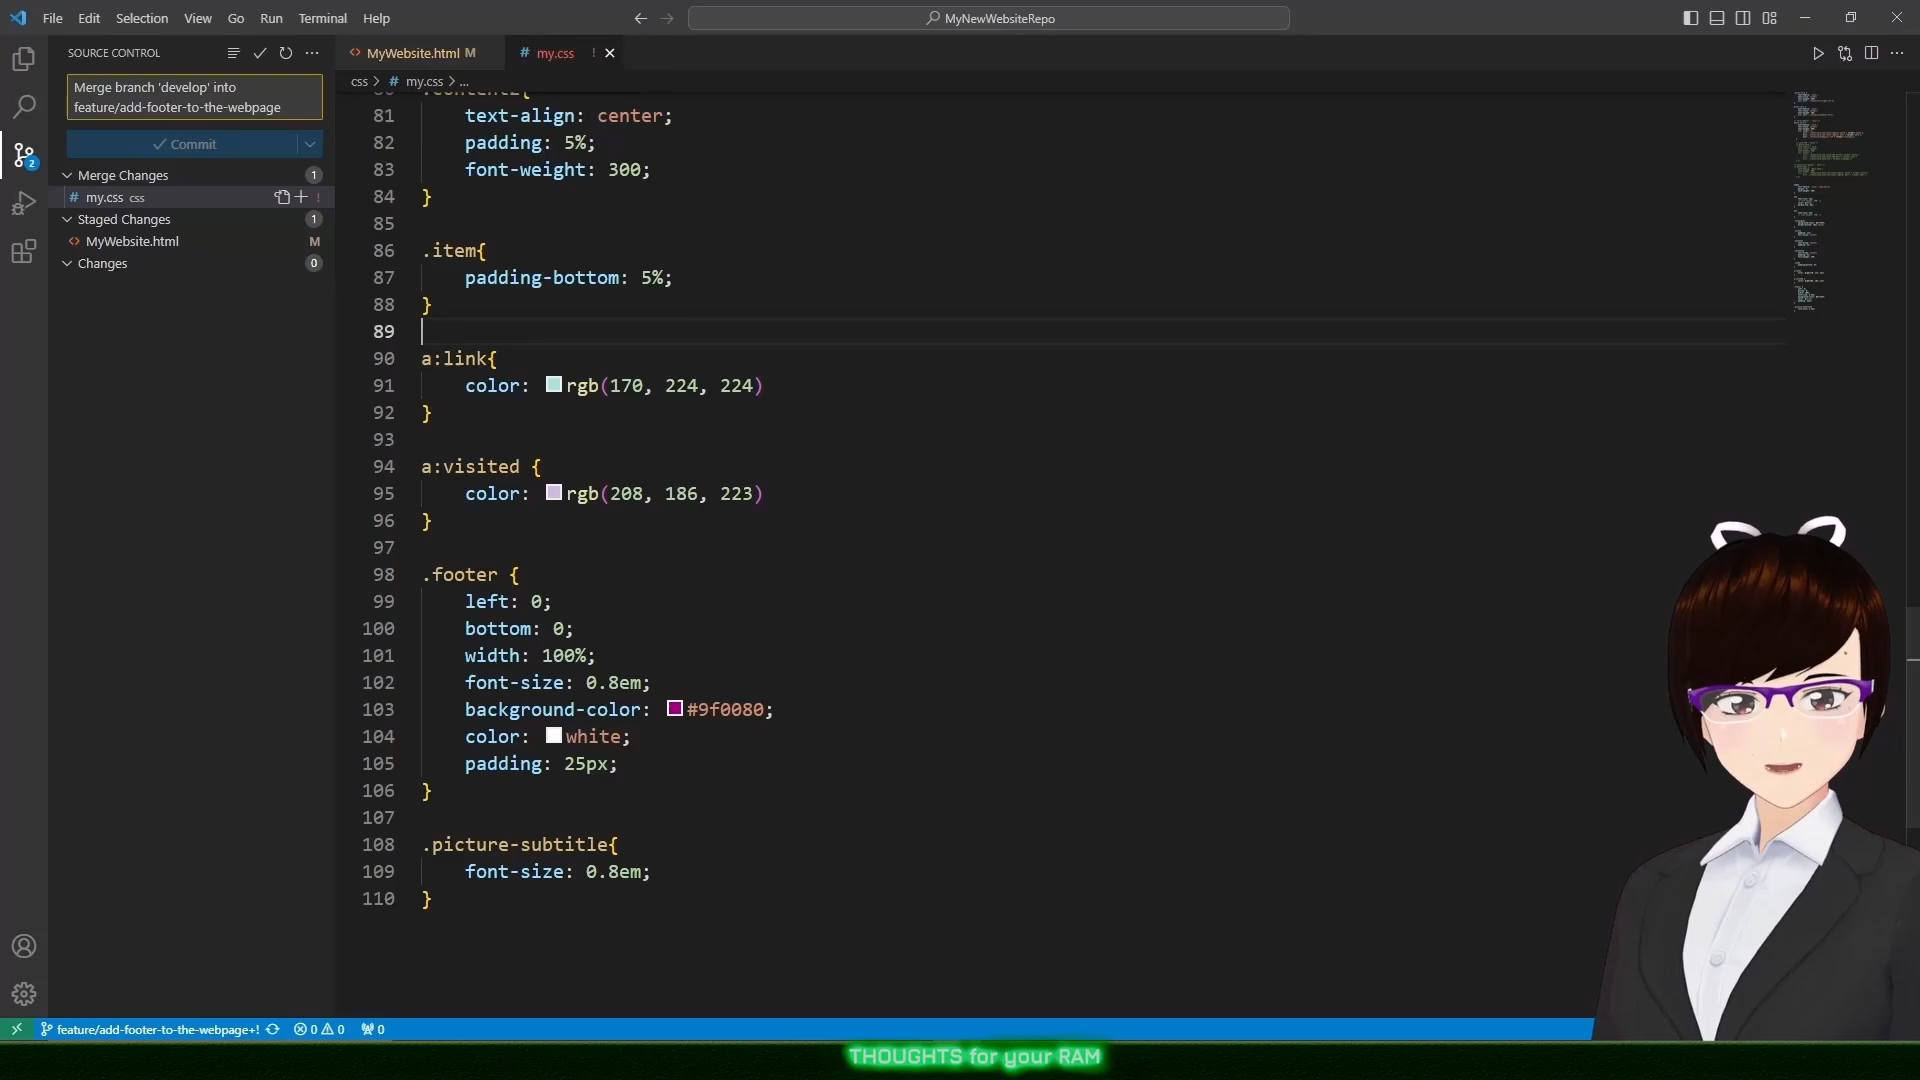 File Edit Selection View Go Run Terminal Help
MyNewWebsiteRepo
SOURCE CONTROL
Merge branch 'develop' into
feature/add-footer-to-the-webpage
Commit
Merge Changes 1
# my.css css !
Staged Changes 1
<> MyWebsite.html M
Changes 0
2
<> MyWebsite.html M # my.css !
css > # my.css > ...
80 .content2{
81 text-align: center;
82 padding: 5%;
83 font-weight: 300;
84 }
85
86 .item{
87 padding-bottom: 5%;
88 }
89
90 a:link{
91 color: rgb(170, 224, 224)
92 }
93
94 a:visited {
95 color: rgb(208, 186, 223)
96 }
97
98 .footer {
99 left: 0;
100 bottom: 0;
101 width: 100%;
102 font-size: 0.8em;
103 background-color: #9f0080;
104 color: white;
105 padding: 25px;
106 }
107
108 .picture-subtitle{
109 font-size: 0.8em;
110 }
feature/add-footer-to-the-webpage+! 0 0 0
THOUGHTS for your RAM